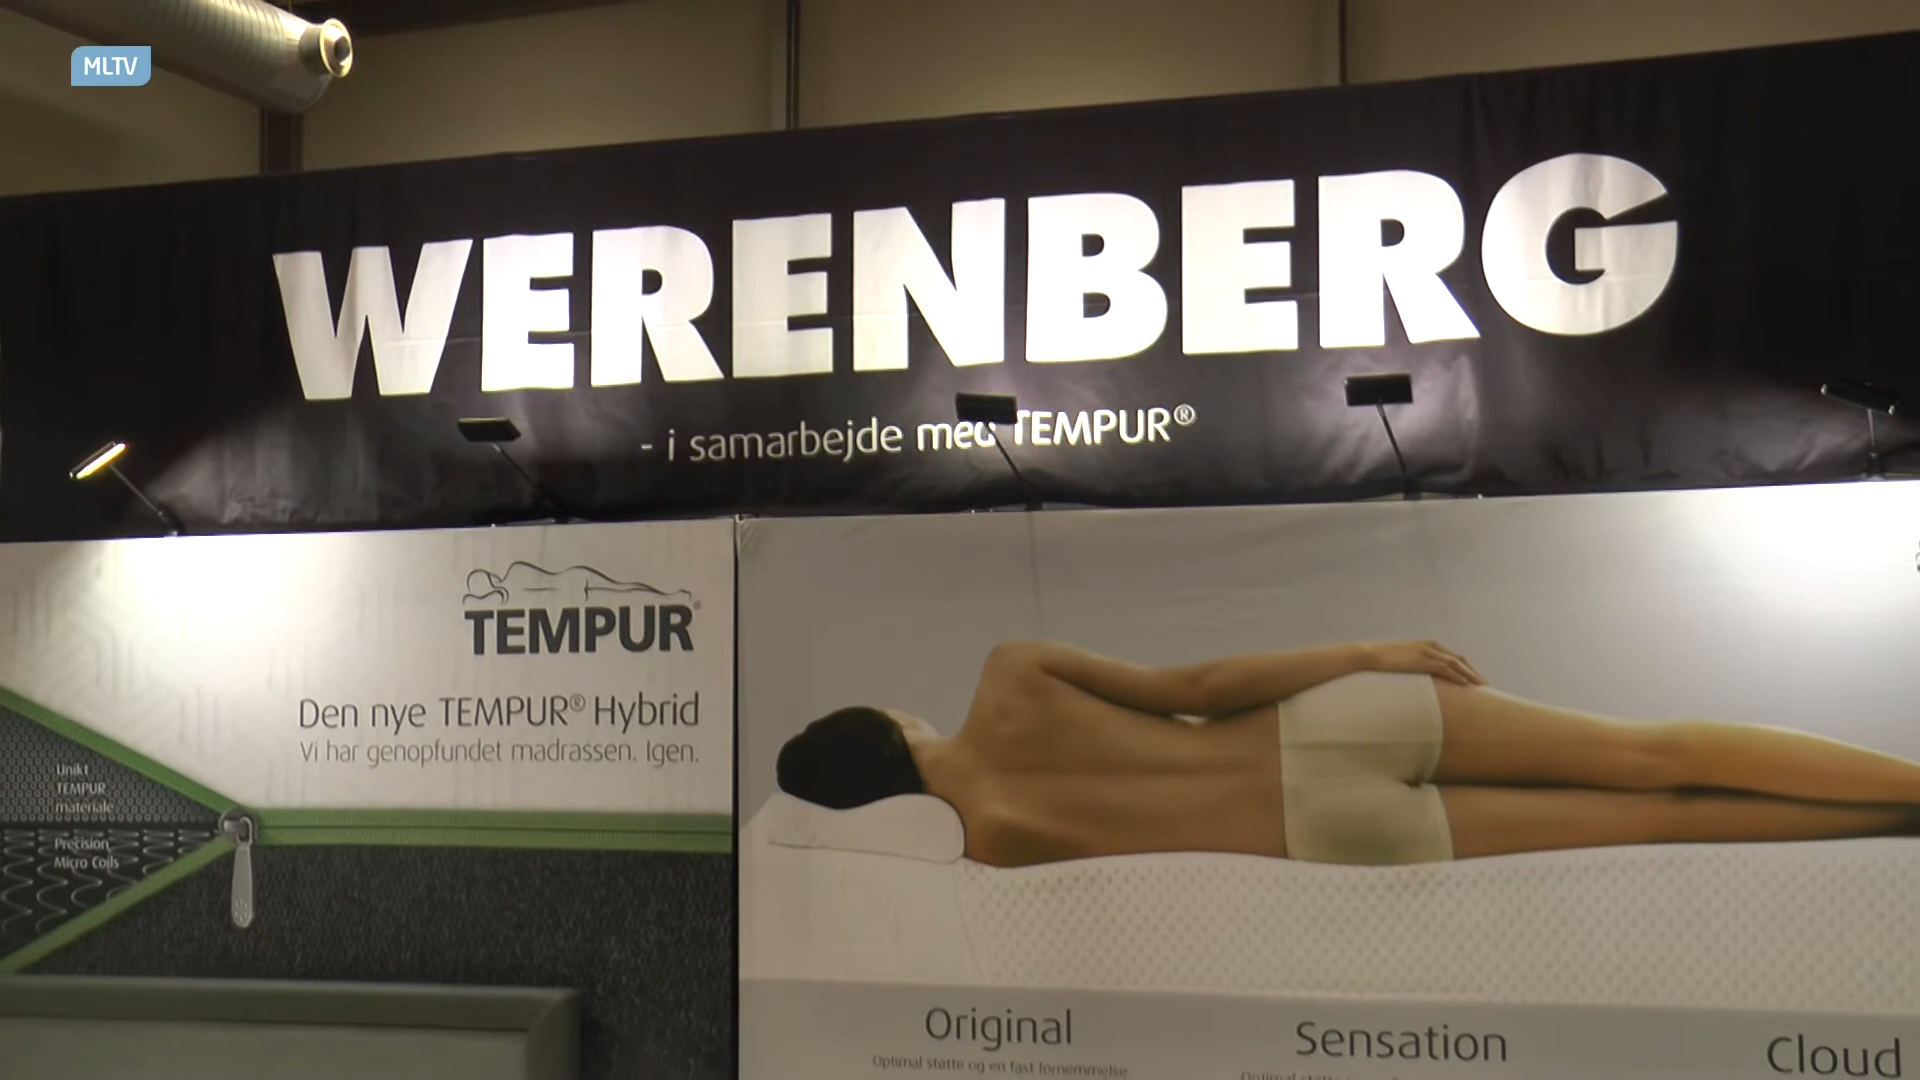 MLTV
WERENBERG
- i samarbejde med TEMPUR®
TEMPUR®
Den nye TEMPUR® Hybrid
Vi har genopfundet madrassen. Igen.
Unikt
TEMPUR
materiale
Precision
Micro Coils
Original
Optimal støtte og en fast fornemmelse
Sensation
Cloud